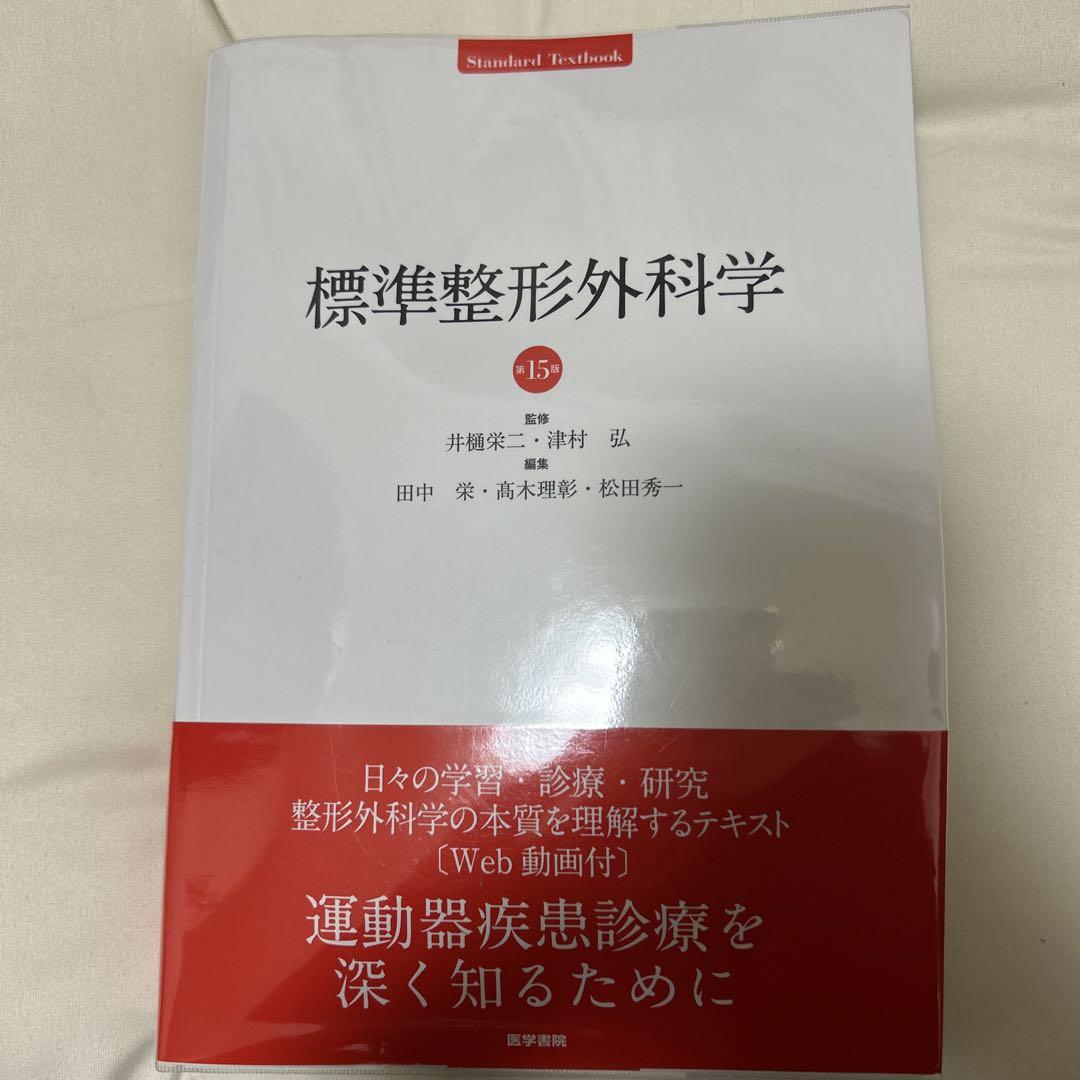 Standard Textbook
標準整形外科学
第15版
監修
井樋栄二・津村　弘
編集
田中　栄・髙木理彰・松田秀一
日々の学習・診療・研究
整形外科学の本質を理解するテキスト
〔Web動画付〕
運動器疾患診療を
深く知るために
医学書院